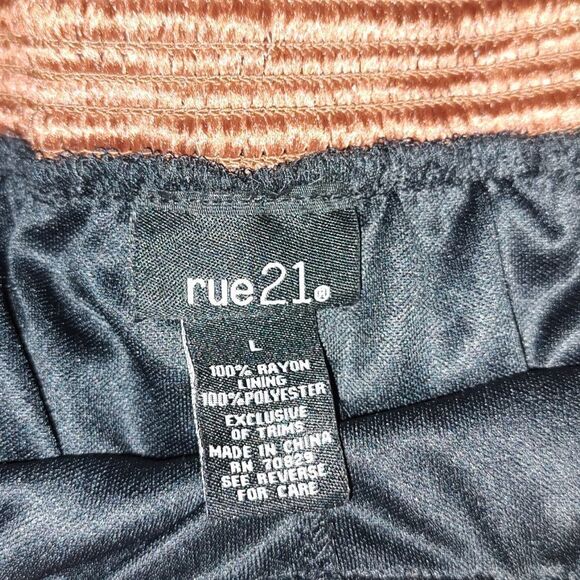 rue21®
L
100% RAYON
LINING
100%POLYESTER
EXCLUSIVE
OF TRIMS
MADE IN CHINA
RN 70829
SEE REVERSE
FOR CARE